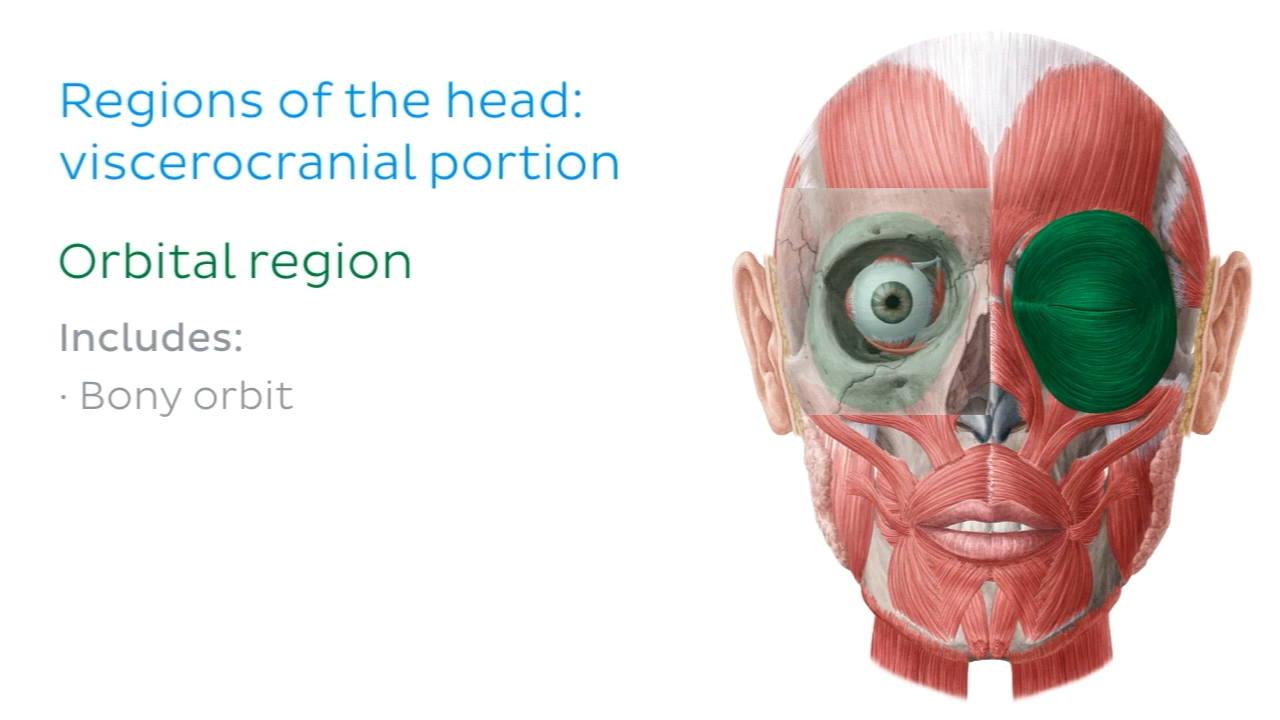 Regions of the head:
viscerocranial portion
Orbital region
Includes:
· Bony orbit